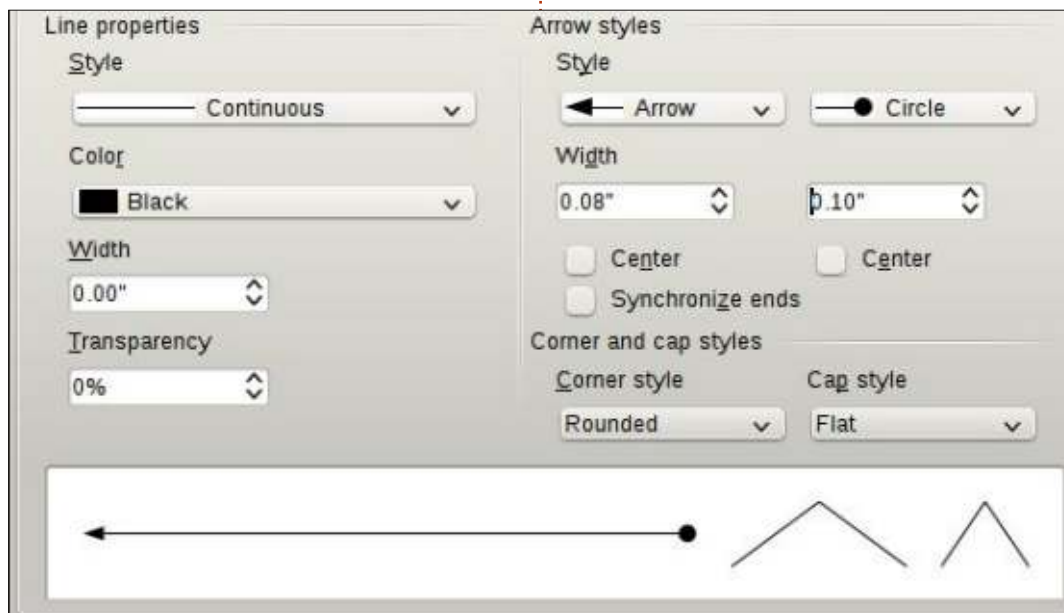 Line properties
Style
Continuous
Color
Black
Width
0.00"
Transparency
0%
Arrow styles
Style
Arrow
Circle
Width
0.08"
0.10"
Center
Center
Synchronize ends
Corner and cap styles
Corner style
Cap style
Rounded
Flat